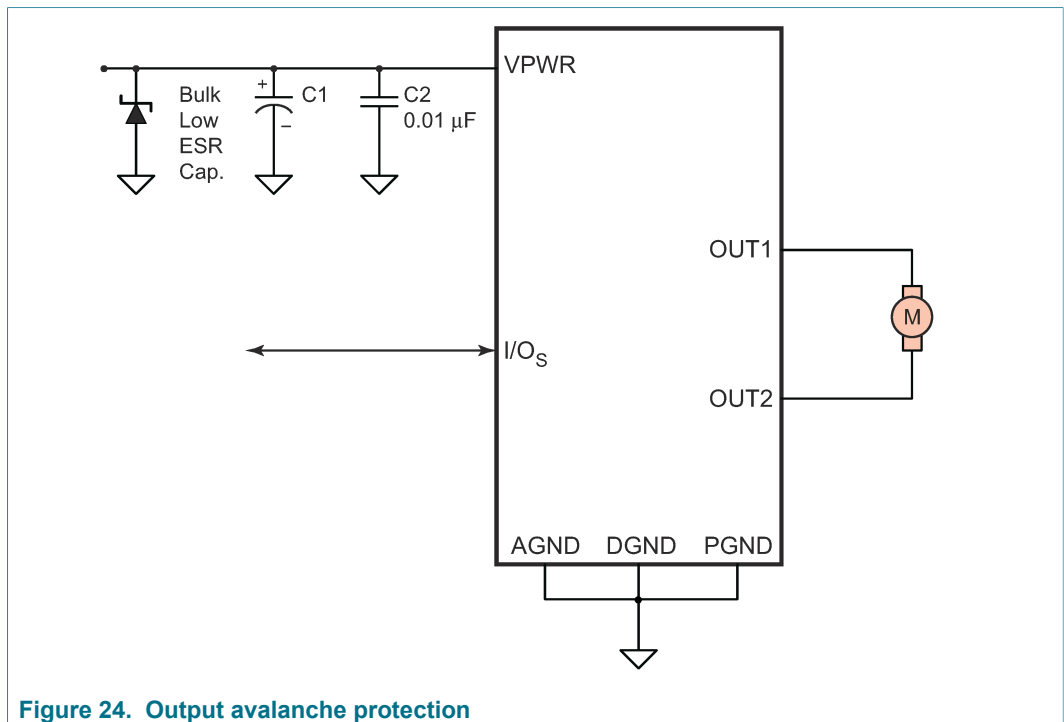 VPWR
+
Bulk
Low
ESR
Cap.
C1
–
C2
0.01 μF
OUT1
M
I/OS
OUT2
AGND DGND PGND
Figure 24. Output avalanche protection